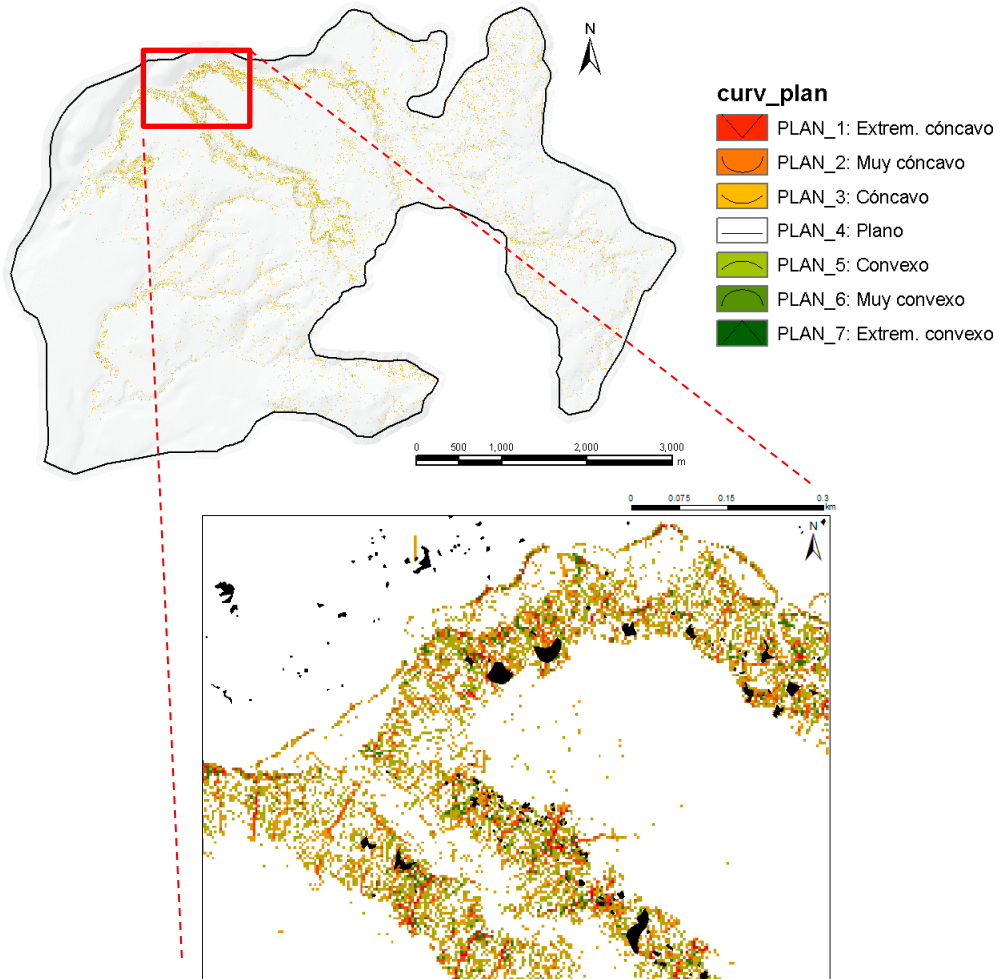 N
curv_plan
PLAN_1: Extrem. cóncavo
PLAN_2: Muy cóncavo
PLAN_3: Cóncavo
PLAN_4: Plano
PLAN_5: Convexo
PLAN_6: Muy convexo
PLAN_7: Extrem. convexo
0 500 1,000 2,000 3,000
m
0 0.075 0.15 0.3
km
N